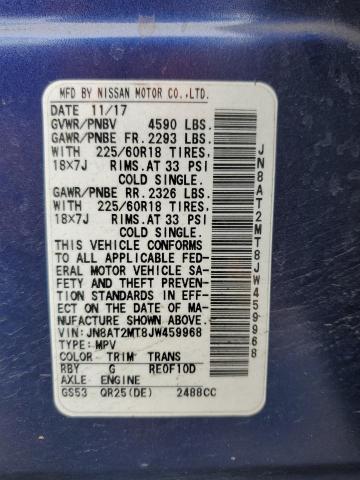 MFD BY NISSAN MOTOR CO.,LTD.
DATE 11/17
GVWR/PNBV 4590 LBS.
GAWR/PNBE FR. 2293 LBS.
WITH 225/60R18 TIRES,
18X7J RIMS.AT 33 PSI
COLD SINGLE.
GAWR/PNBE RR. 2326 LBS.
WITH 225/60R18 TIRES,
18X7J RIMS.AT 33 PSI
COLD SINGLE.
THIS VEHICLE CONFORMS
TO ALL APPLICABLE FED-
ERAL MOTOR VEHICLE SA-
FETY AND THEFT
PREVENTION
STANDARDS IN EFF-
ECT ON THE DATE OF MA-
NUFACTURE SHOWN ABOVE.
VIN: JN8AT2MT8JW459968
TYPE: MPV
COLOR TRIM TRANS
RBY G RE0F10D
AXLE ENGINE
GS53 QR25(DE) 2488CC
JN8AT2MT8JW459968